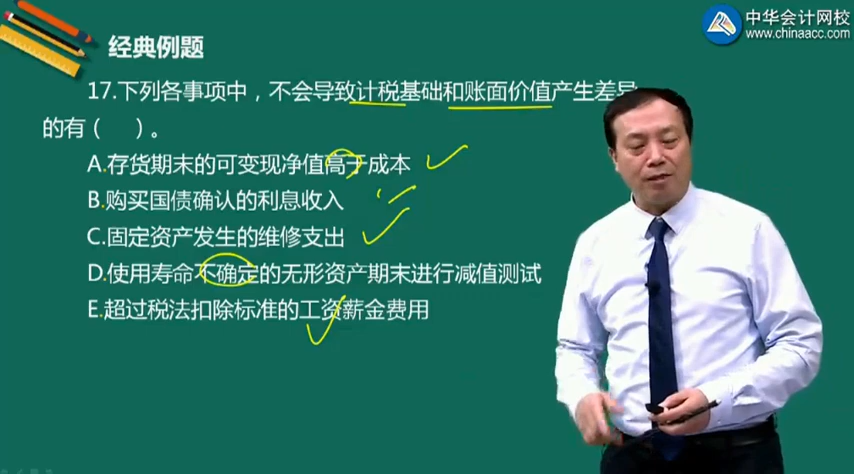 中华会计网校
www.chinaacc.com
经典例题
17.下列各事项中，不会导致计税基础和账面价值产生差异
的有（ ）。
A.存货期末的可变现净值高于成本
B.购买国债确认的利息收入
C.固定资产发生的维修支出
D.使用寿命不确定的无形资产期末进行减值测试
E.超过税法扣除标准的工资薪金费用